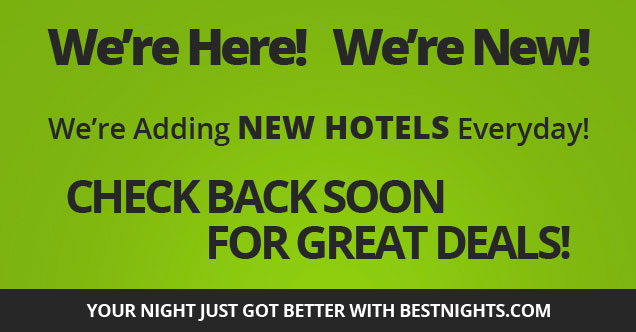 We're Here! We're New!
We're Adding NEW HOTELS Everyday!
CHECK BACK SOON
FOR GREAT DEALS!
YOUR NIGHT JUST GOT BETTER WITH BESTNIGHTS.COM